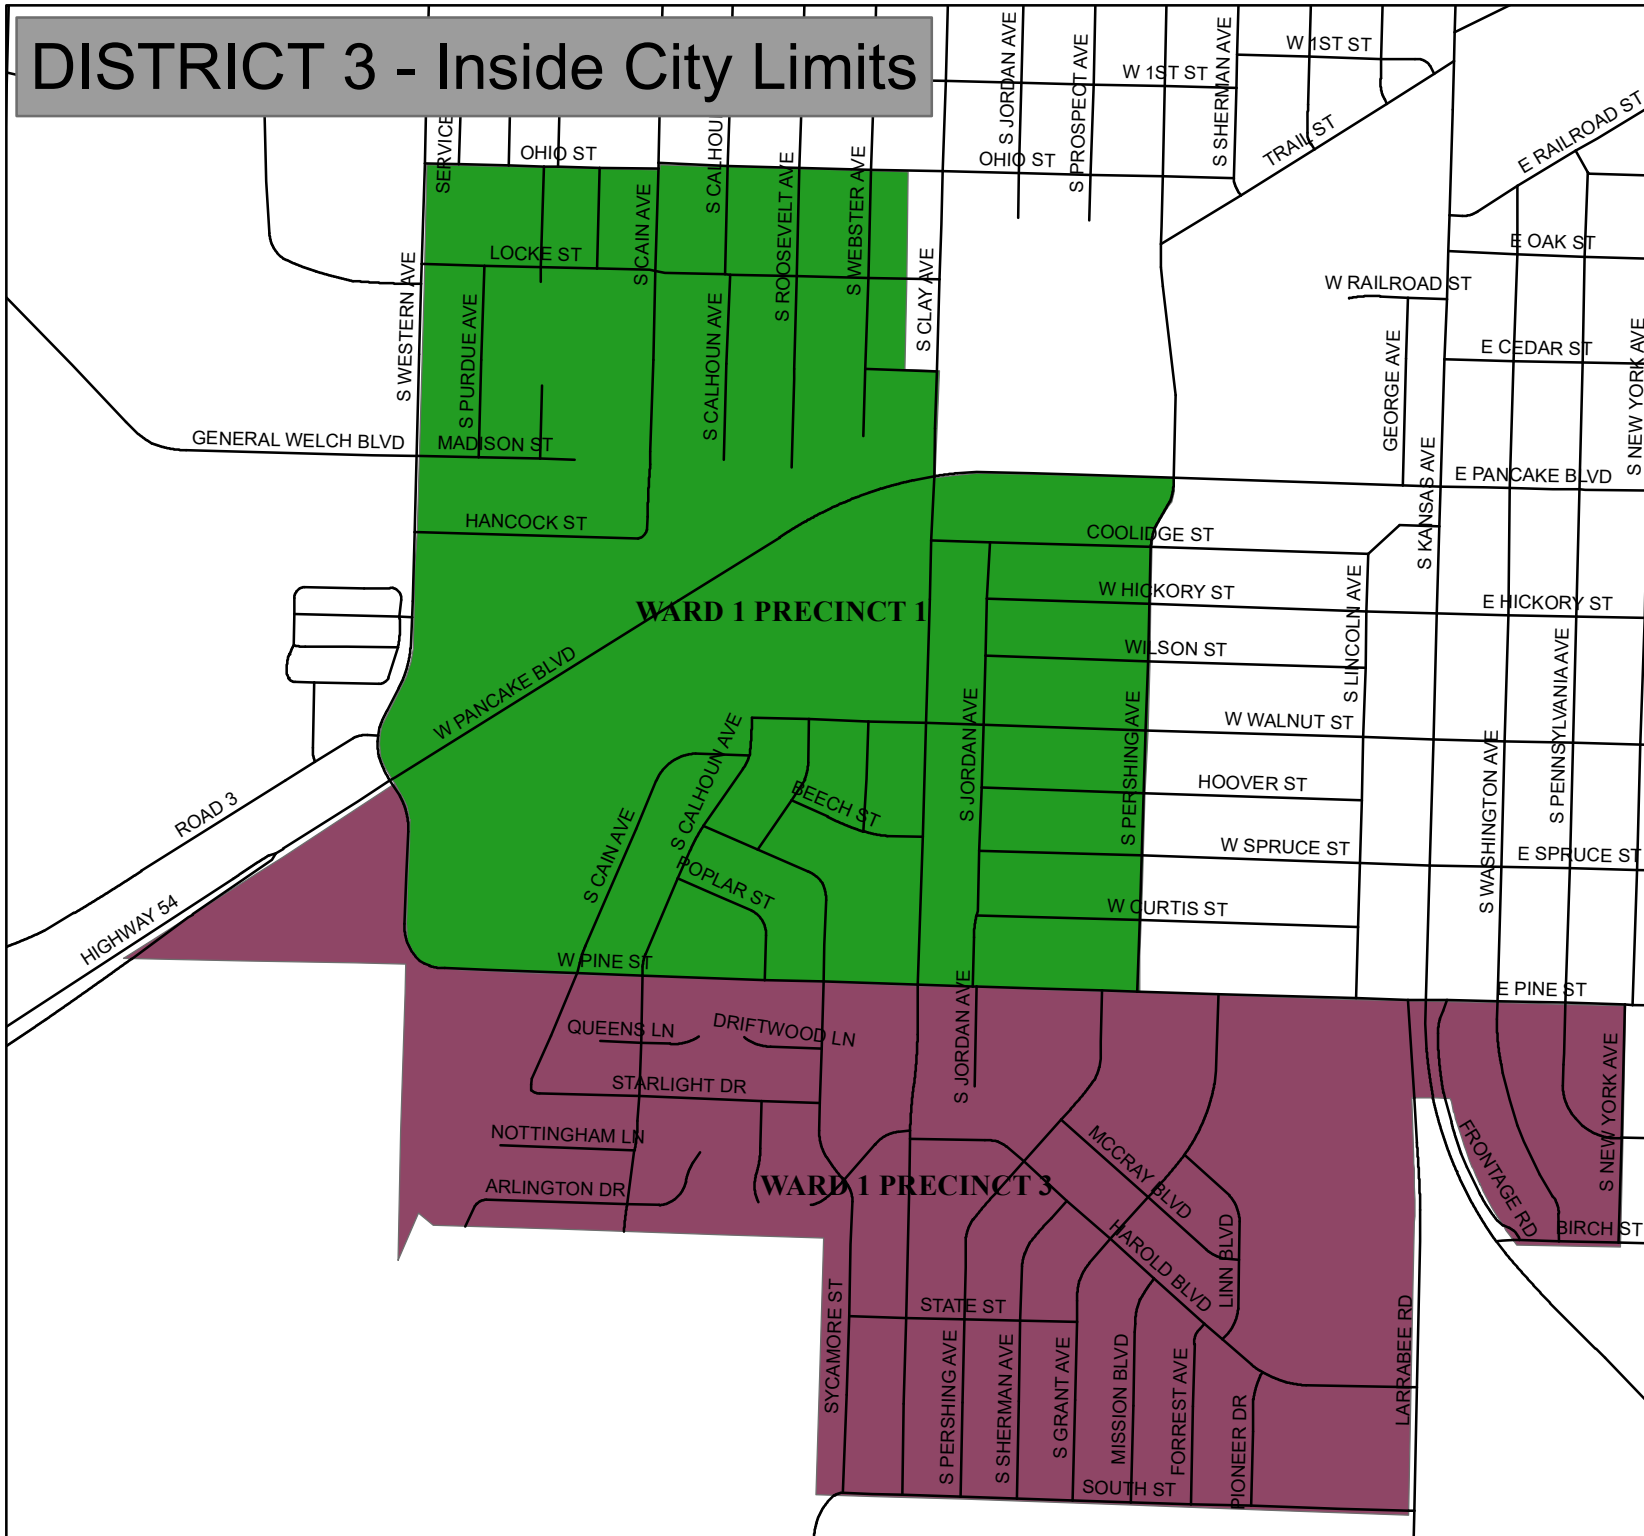 DISTRICT 3 - Inside City Limits
W 1ST ST
W 1ST ST
S JORDAN AVE
S PROSPECT AVE
S SHERMAN AVE
TRAIL ST
E RAILROAD ST
OHIO ST
OHIO ST
SERVICE
S CALHOU
S CAIN AVE
S ROOSEVELT AVE
S WEBSTER AVE
S CLAY AVE
LOCKE ST
E OAK ST
W RAILROAD ST
S WESTERN AVE
S PURDUE AVE
S CALHOUN AVE
GEORGE AVE
E CEDAR ST
S NEW YORK AVE
GENERAL WELCH BLVD
MADISON ST
S KANSAS AVE
E PANCAKE BLVD
HANCOCK ST
COOLIDGE ST
W HICKORY ST
E HICKORY ST
WARD 1 PRECINCT 1
S LINCOLN AVE
WILSON ST
W PANCAKE BLVD
S PENNSYLVANIA AVE
W WALNUT ST
S JORDAN AVE
S PERSHING AVE
S WASHINGTON AVE
S CALHOUN AVE
HOOVER ST
BEECH ST
ROAD 3
S CAIN AVE
W SPRUCE ST
E SPRUCE ST
POPLAR ST
W CURTIS ST
HIGHWAY 54
W PINE ST
E PINE ST
S JORDAN AVE
QUEENS LN
DRIFTWOOD LN
STARLIGHT DR
S NEW YORK AVE
NOTTINGHAM LN
MCCRAY BLVD
FRONTAGE RD
ARLINGTON DR
WARD 1 PRECINCT 3
BIRCH ST
HAROLD BLVD
LINN BLVD
STATE ST
SYCAMORE ST
S PERSHING AVE
S SHERMAN AVE
S GRANT AVE
MISSION BLVD
FORREST AVE
PIONEER DR
LARRABEE RD
SOUTH ST